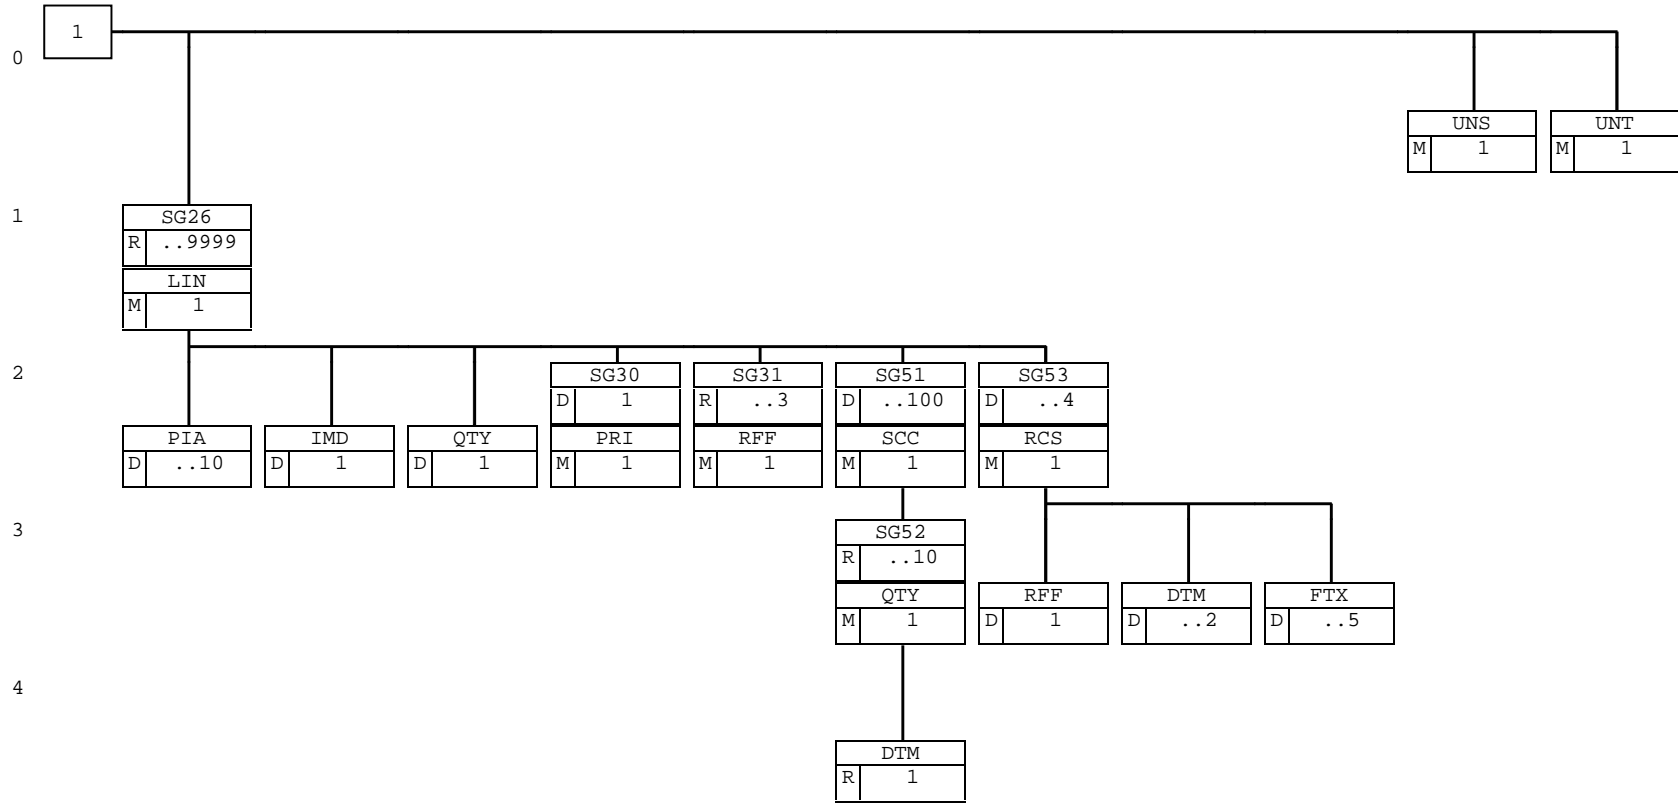 1
0
UNS UNT
M 1 M 1
1
SG26
R ..9999
LIN
M 1
2
SG30 SG31 SG51 SG53
D 1 R ..3 D ..100 D ..4
PIA IMD QTY PRI RFF SCC RCS
D ..10 D 1 D 1 M 1 M 1 M 1 M 1
3
SG52
R ..10
QTY RFF DTM FTX
M 1 D 1 D ..2 D ..5
4
DTM
R 1